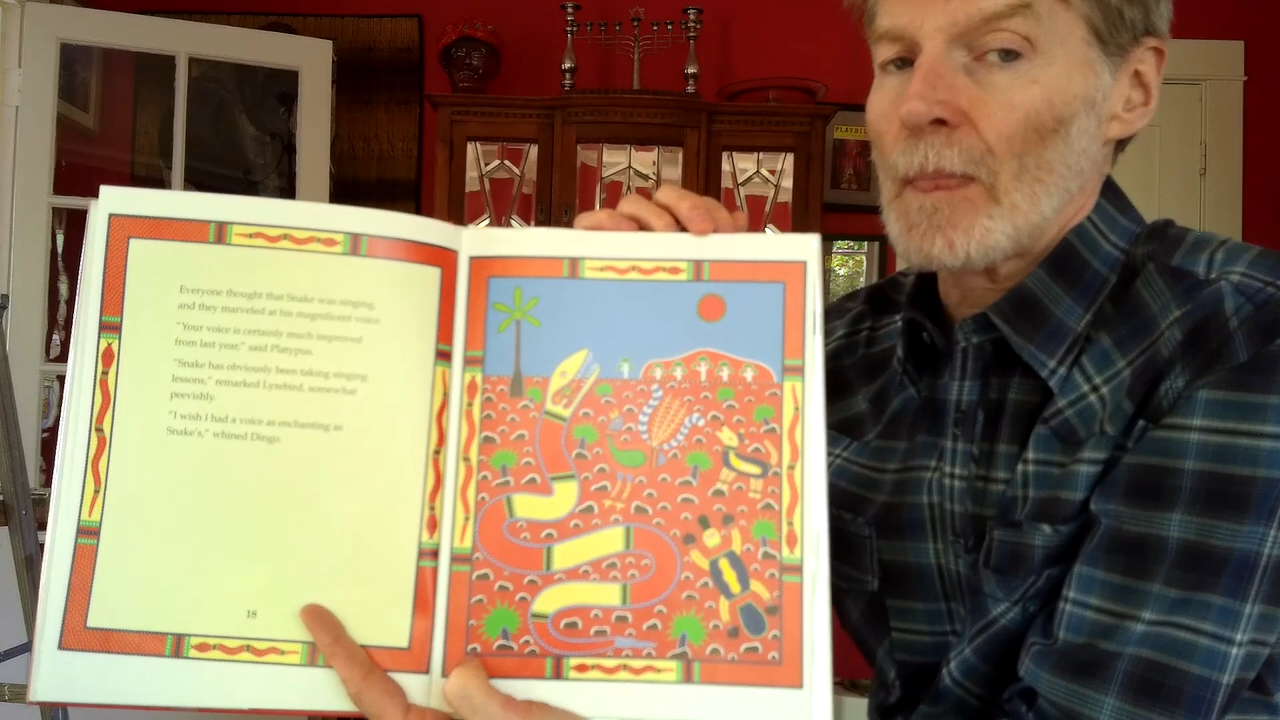 PLAYBIL
Everyone thought that Snake was singing,
and they marveled at his magnificent voice.
"Your voice is certainly much improved
from last year," said Platypus.
"Snake has obviously been taking singing
lessons," remarked Lyrebird, somewhat
peevishly.
"I wish I had a voice as enchanting as
Snake's," whined Dingo.
18